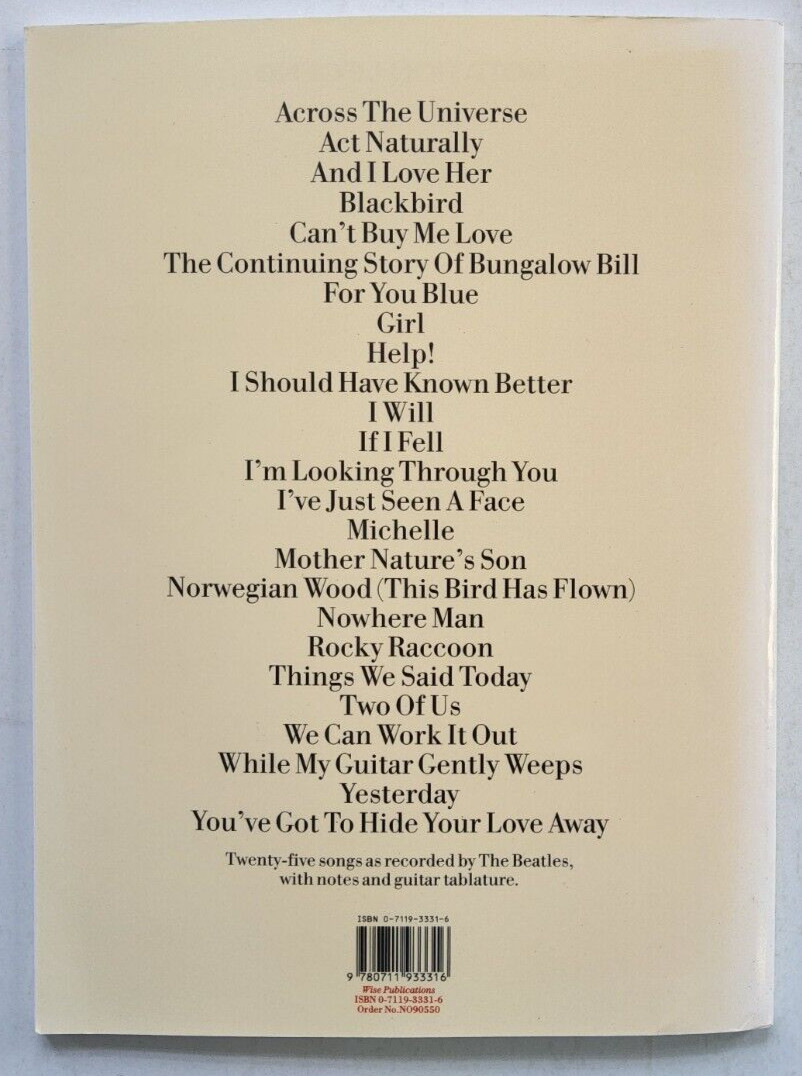 Across The Universe
Act Naturally
And I Love Her
Blackbird
Can't Buy Me Love
The Continuing Story Of Bungalow Bill
For You Blue
Girl
Help!
I Should Have Known Better
I Will
If I Fell
I'm Looking Through You
I've Just Seen A Face
Michelle
Mother Nature's Son
Norwegian Wood (This Bird Has Flown)
Nowhere Man
Rocky Raccoon
Things We Said Today
Two Of Us
We Can Work It Out
While My Guitar Gently Weeps
Yesterday
You've Got To Hide Your Love Away
Twenty-five songs as recorded by The Beatles,
with notes and guitar tablature.
ISBN 0-7119-3331-6
9 780711 933316
Wise Publications
ISBN 0-7119-3331-6
Order No.NO90550